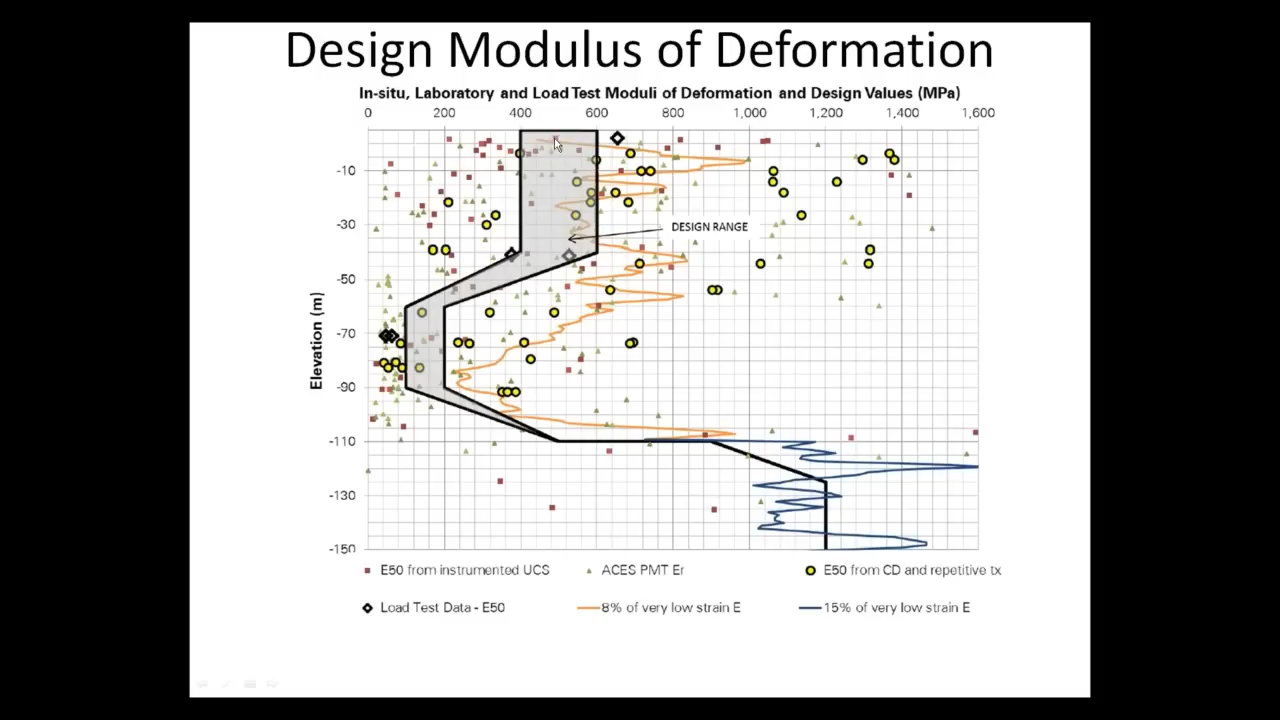 Design Modulus of Deformation
In-situ, Laboratory and Load Test Moduli of Deformation and Design Values (MPa)
0 200 400 600 800 1,000 1,200 1,400 1,600
-10
-30
DESIGN RANGE
-50
-70
-90
-110
-130
-150
Elevation (m)
E50 from instrumented UCS
ACES PMT Er
E50 from CD and repetitive tx
Load Test Data - E50
8% of very low strain E
15% of very low strain E